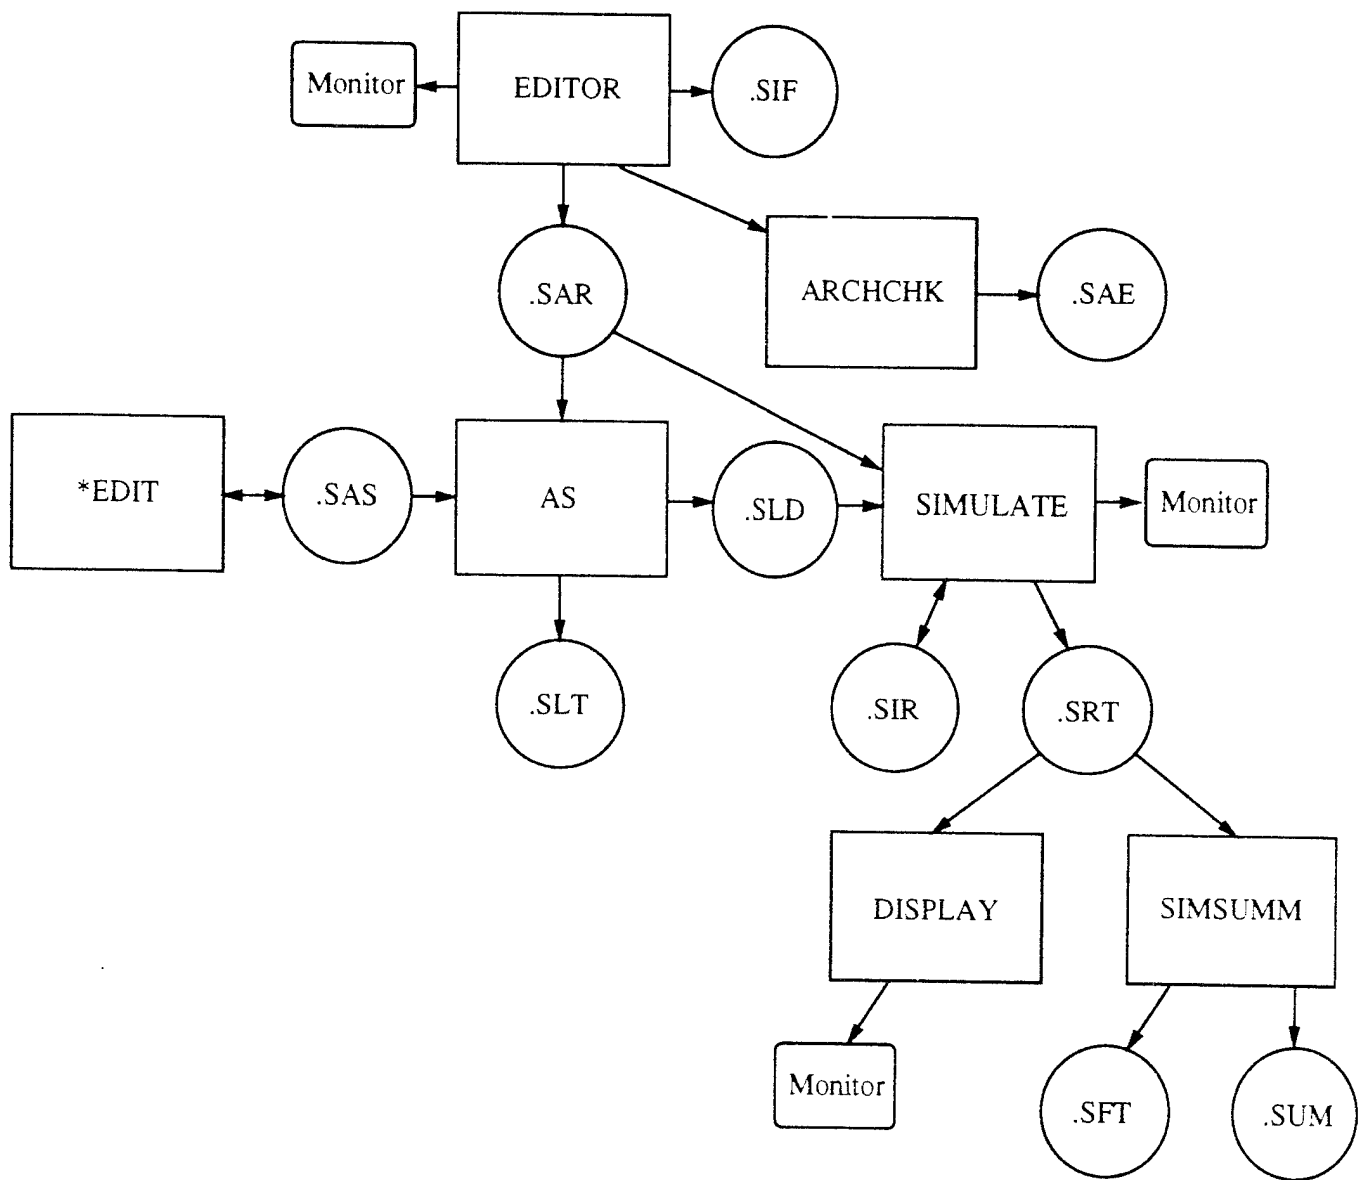 Monitor
EDITOR
.SIF
.SAR
ARCHCHK
.SAE
*EDIT
.SAS
AS
.SLD
SIMULATE
Monitor
.SLT
.SIR
.SRT
DISPLAY
SIMSUMM
Monitor
.SFT
.SUM